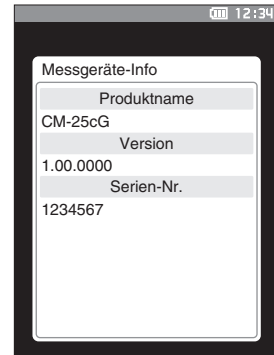 12:34
Messgeräte-Info
Produktname
CM-25cG
Version
1.00.0000
Serien-Nr.
1234567